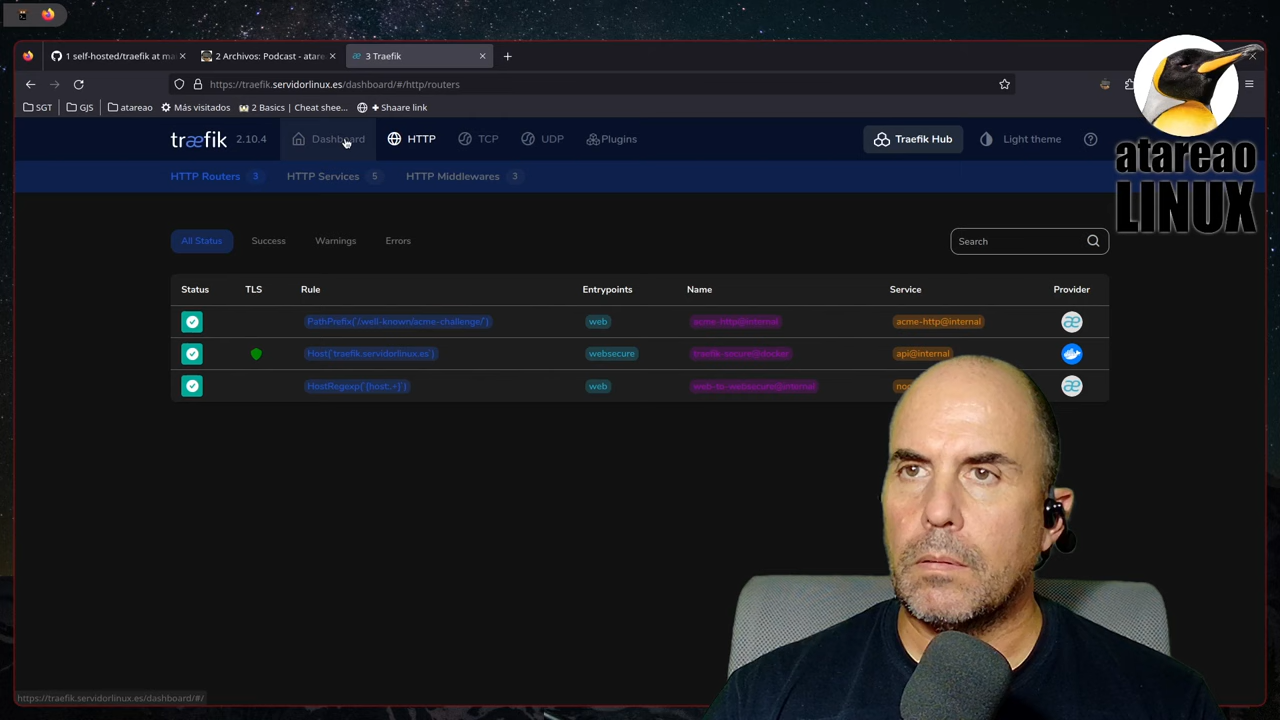 1 self-hosted/traefik at ma
2 Archivos: Podcast - atare
3 Traefik
https://traefik.servidorlinux.es/dashboard/#/http/routers
SGT
GJS
atareao
Más visitados
2 Basics | Cheat shee...
Shaare link
træfik
2.10.4
Dashboard
HTTP
TCP
UDP
Plugins
Traefik Hub
Light theme
HTTP Routers 3
HTTP Services 5
HTTP Middlewares 3
atareao
LINUX
All Status
Success
Warnings
Errors
Search
Status TLS Rule Entrypoints Name Service Provider
PathPrefix(`/.well-known/acme-challenge/`) web acme-http@internal acme-http@internal
Host(`traefik.servidorlinux.es`) websecure traefik-secure@docker api@internal
HostRegexp(`{host:.+}`) web web-to-websecure@internal
https://traefik.servidorlinux.es/dashboard/#/